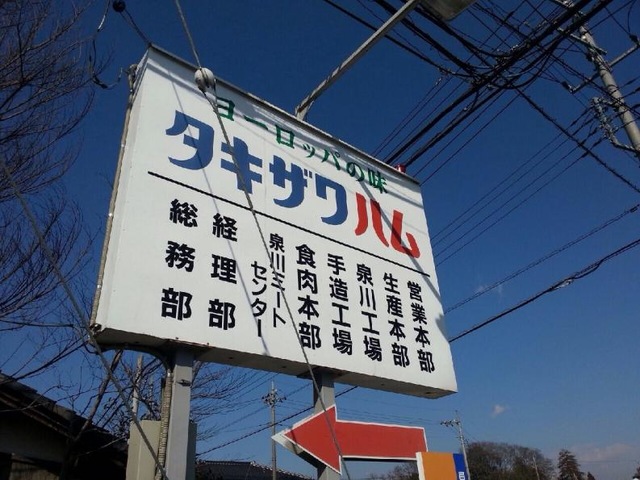 ヨーロッパの味
タキザワハム
営業本部
生産本部
泉川工場
手造工場
食肉本部
泉川ミートセンター
経理部
総務部